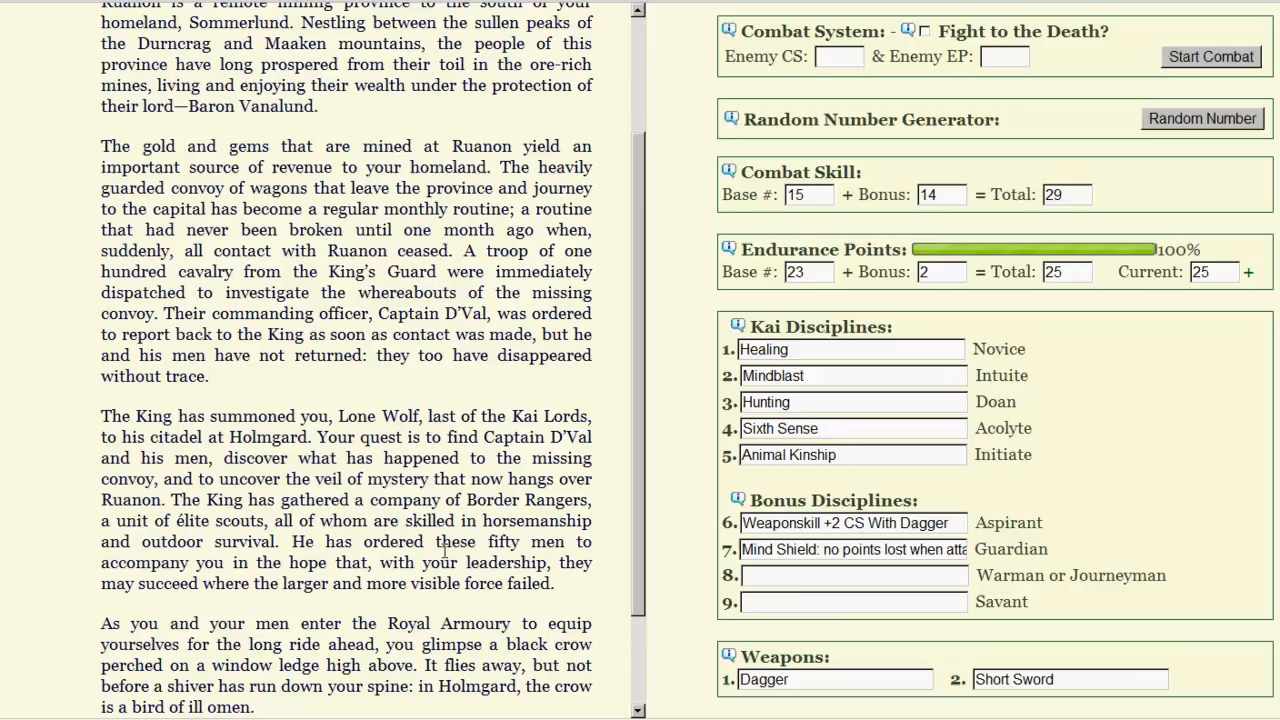 Ruanon is a remote mining province to the south of your
homeland, Sommerlund. Nestling between the sullen peaks of
the Durncrag and Maaken mountains, the people of this
province have long prospered from their toil in the ore-rich
mines, living and enjoying their wealth under the protection of
their lord—Baron Vanalund.
The gold and gems that are mined at Ruanon yield an
important source of revenue to your homeland. The heavily
guarded convoy of wagons that leave the province and journey
to the capital has become a regular monthly routine; a routine
that had never been broken until one month ago when,
suddenly, all contact with Ruanon ceased. A troop of one
hundred cavalry from the King's Guard were immediately
dispatched to investigate the whereabouts of the missing
convoy. Their commanding officer, Captain D'Val, was ordered
to report back to the King as soon as contact was made, but he
and his men have not returned: they too have disappeared
without trace.
The King has summoned you, Lone Wolf, last of the Kai Lords,
to his citadel at Holmgard. Your quest is to find Captain D'Val
and his men, discover what has happened to the missing
convoy, and to uncover the veil of mystery that now hangs over
Ruanon. The King has gathered a company of Border Rangers,
a unit of élite scouts, all of whom are skilled in horsemanship
and outdoor survival. He has ordered these fifty men to
accompany you in the hope that, with your leadership, they
may succeed where the larger and more visible force failed.
As you and your men enter the Royal Armoury to equip
yourselves for the long ride ahead, you glimpse a black crow
perched on a window ledge high above. It flies away, but not
before a shiver has run down your spine: in Holmgard, the crow
is a bird of ill omen.
Combat System: - Fight to the Death?
Enemy CS: & Enemy EP: Start Combat
Random Number Generator: Random Number
Combat Skill:
Base #: 15 + Bonus: 14 = Total: 29
Endurance Points: 100%
Base #: 23 + Bonus: 2 = Total: 25 Current: 25 +
Kai Disciplines:
1. Healing Novice
2. Mindblast Intuite
3. Hunting Doan
4. Sixth Sense Acolyte
5. Animal Kinship Initiate
Bonus Disciplines:
6. Weaponskill +2 CS With Dagger Aspirant
7. Mind Shield: no points lost when atta Guardian
8. Warman or Journeyman
9. Savant
Weapons:
1. Dagger 2. Short Sword